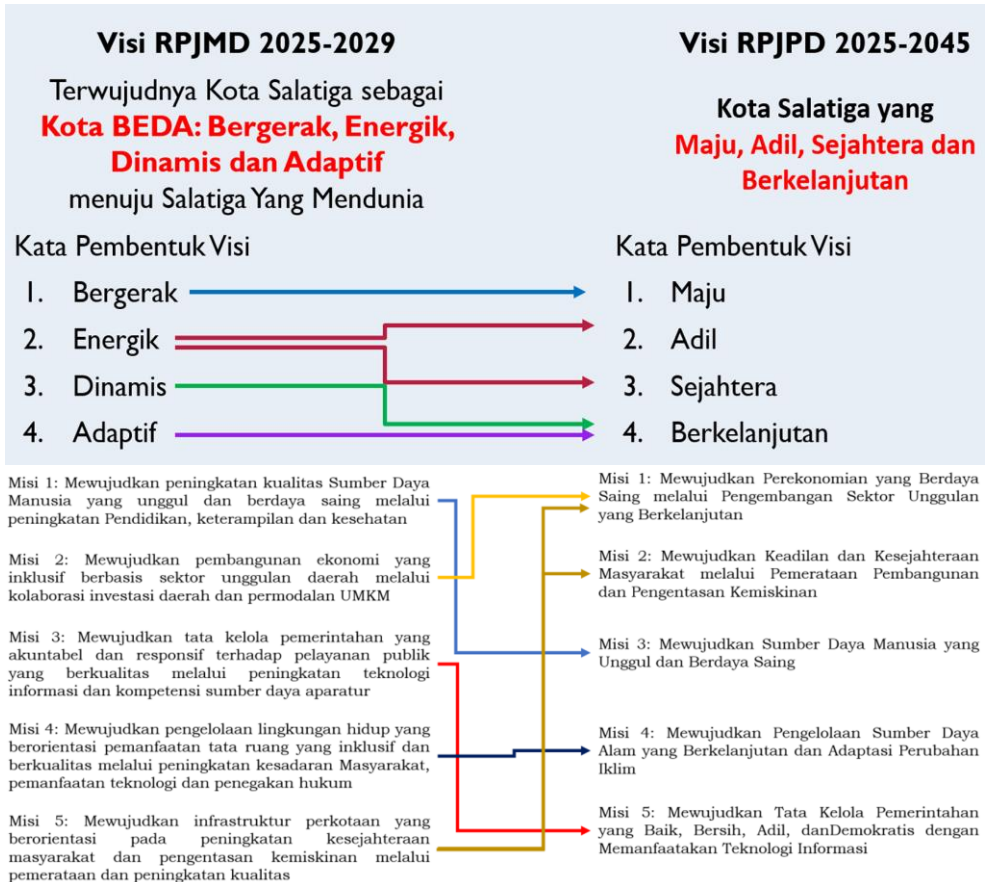 Visi RPJMD 2025-2029
Terwujudnya Kota Salatiga sebagai
Kota BEDA: Bergerak, Energik,
Dinamis dan Adaptif
menuju Salatiga Yang Mendunia
Kata Pembentuk Visi
1. Bergerak
2. Energik
3. Dinamis
4. Adaptif
Visi RPJPD 2025-2045
Kota Salatiga yang
Maju, Adil, Sejahtera dan
Berkelanjutan
Kata Pembentuk Visi
1. Maju
2. Adil
3. Sejahtera
4. Berkelanjutan
Misi 1: Mewujudkan peningkatan kualitas Sumber Daya
Manusia yang unggul dan berdaya saing melalui
peningkatan Pendidikan, keterampilan dan kesehatan
Misi 2: Mewujudkan pembangunan ekonomi yang
inklusif berbasis sektor unggulan daerah melalui
kolaborasi investasi daerah dan permodalan UMKM
Misi 3: Mewujudkan tata kelola pemerintahan yang
akuntabel dan responsif terhadap pelayanan publik
yang berkualitas melalui peningkatan teknologi
informasi dan kompetensi sumber daya aparatur
Misi 4: Mewujudkan pengelolaan lingkungan hidup yang
berorientasi pemanfaatan tata ruang yang inklusif dan
berkualitas melalui peningkatan kesadaran Masyarakat,
pemanfaatan teknologi dan penegakan hukum
Misi 5: Mewujudkan infrastruktur perkotaan yang
berorientasi pada peningkatan kesejahteraan
masyarakat dan pengentasan kemiskinan melalui
pemerataan dan peningkatan kualitas
Misi 1: Mewujudkan Perekonomian yang Berdaya
Saing melalui Pengembangan Sektor Unggulan
yang Berkelanjutan
Misi 2: Mewujudkan Keadilan dan Kesejahteraan
Masyarakat melalui Pemerataan Pembangunan
dan Pengentasan Kemiskinan
Misi 3: Mewujudkan Sumber Daya Manusia yang
Unggul dan Berdaya Saing
Misi 4: Mewujudkan Pengelolaan Sumber Daya
Alam yang Berkelanjutan dan Adaptasi Perubahan
Iklim
Misi 5: Mewujudkan Tata Kelola Pemerintahan
yang Baik, Bersih, Adil, danDemokratis dengan
Memanfaatakan Teknologi Informasi